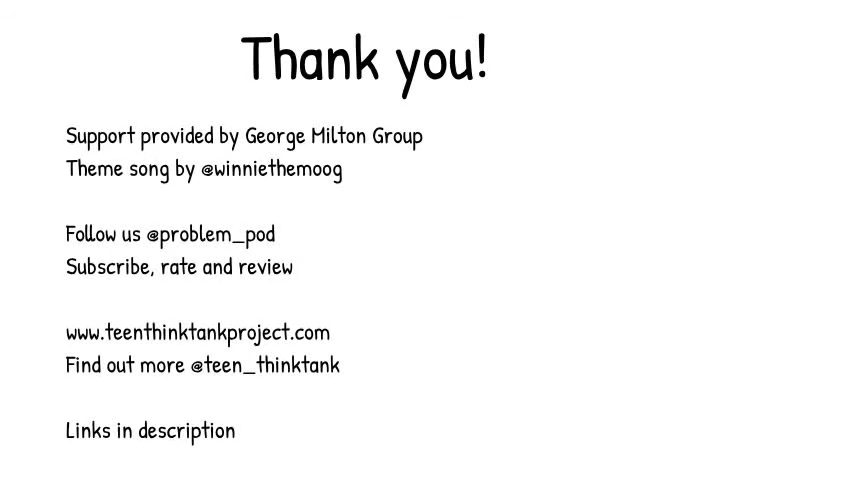 Thank you!
Support provided by George Milton Group
Theme song by @winniethemoog
Follow us @problem_pod
Subscribe, rate and review
www.teenthinktankproject.com
Find out more @teen_thinktank
Links in description